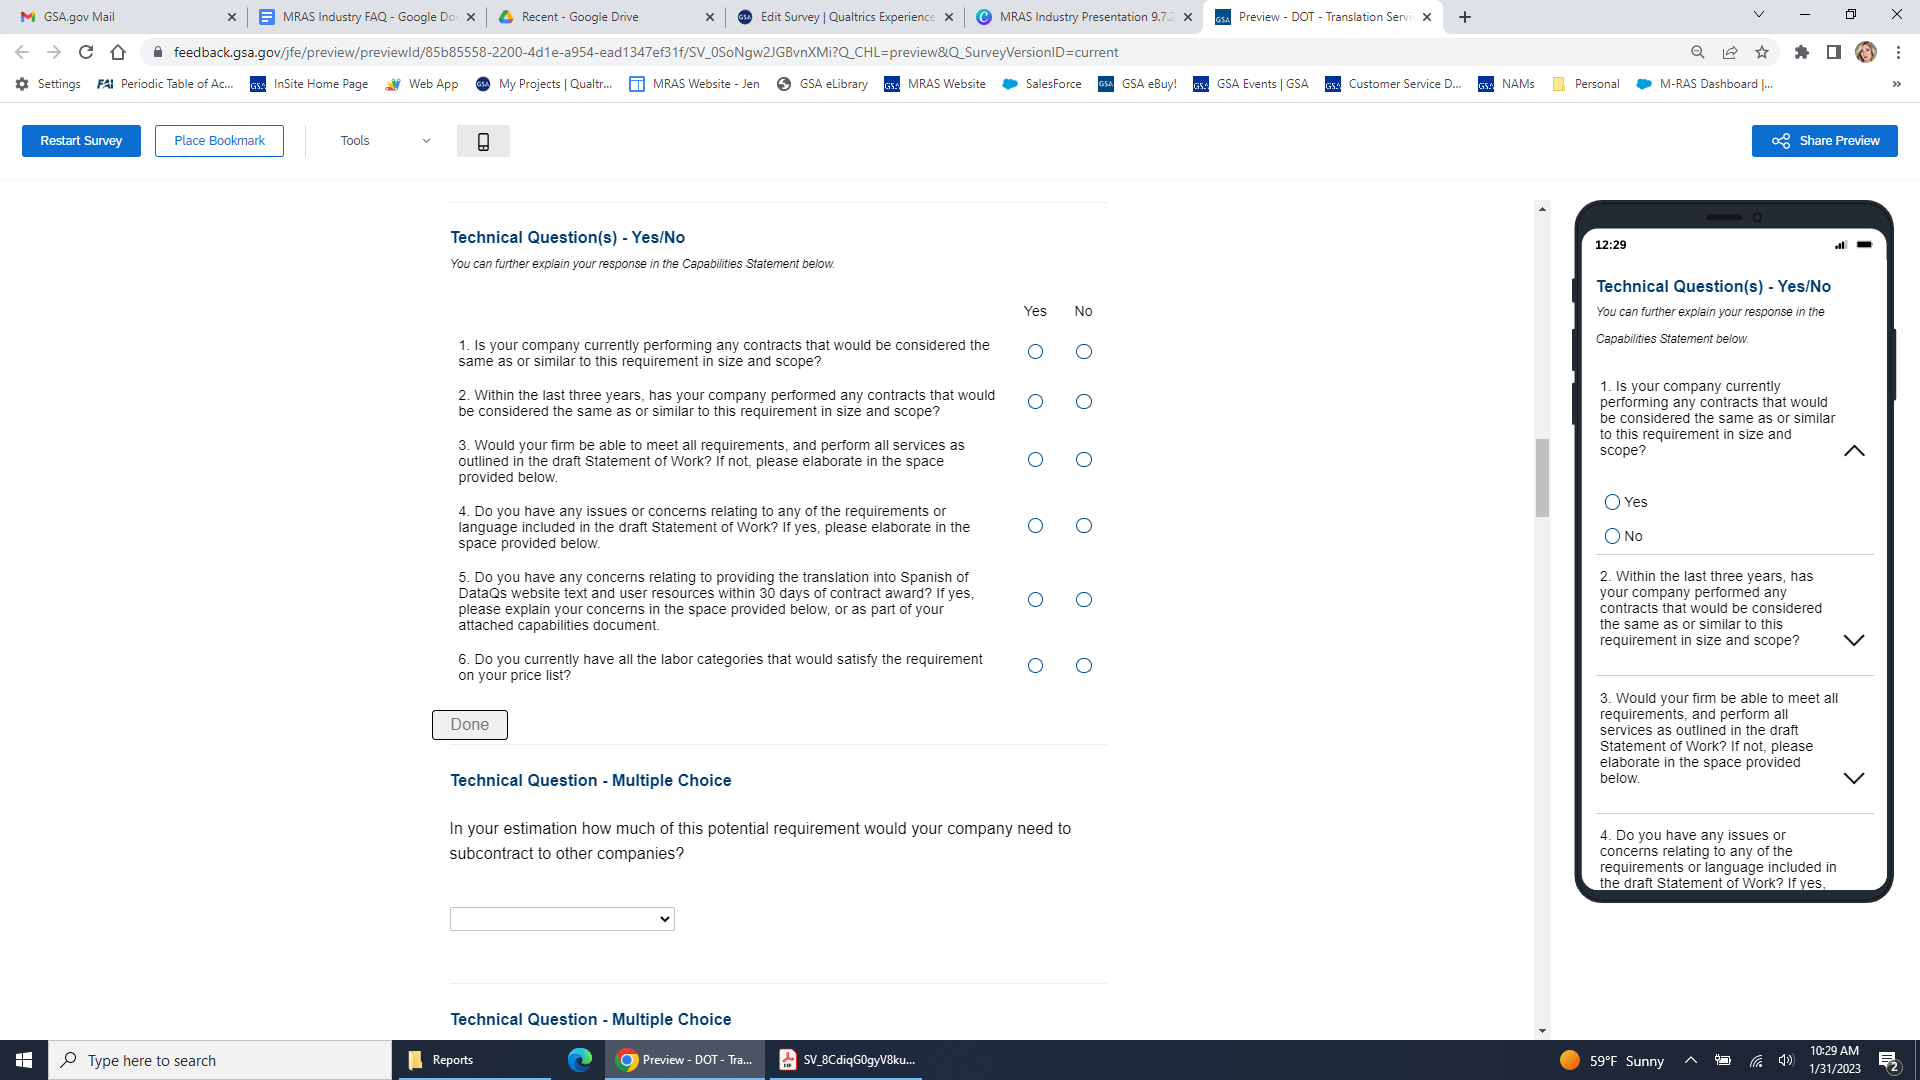 GSA.gov Mail
MRAS Industry FAQ - Google Do
Recent - Google Drive
Edit Survey | Qualtrics Experience
MRAS Industry Presentation 9.7.2
Preview - DOT - Translation Servi
feedback.gsa.gov/jfe/preview/previewId/85b85558-2200-4d1e-a954-ead1347ef31f/SV_0SoNgw2JGBvnXMi?Q_CHL=preview&Q_SurveyVersionID=current
Settings
FAI Periodic Table of Ac...
GSA InSite Home Page
Web App
GSA My Projects | Qualtr...
MRAS Website - Jen
GSA eLibrary
GSA MRAS Website
SalesForce
GSA GSA eBuy!
GSA GSA Events | GSA
GSA Customer Service D...
GSA NAMs
Personal
M-RAS Dashboard |...
Restart Survey
Place Bookmark
Tools
Share Preview
Technical Question(s) - Yes/No
You can further explain your response in the Capabilities Statement below.
Yes No
1. Is your company currently performing any contracts that would be considered the
same as or similar to this requirement in size and scope?
2. Within the last three years, has your company performed any contracts that would
be considered the same as or similar to this requirement in size and scope?
3. Would your firm be able to meet all requirements, and perform all services as
outlined in the draft Statement of Work? If not, please elaborate in the space
provided below.
4. Do you have any issues or concerns relating to any of the requirements or
language included in the draft Statement of Work? If yes, please elaborate in the
space provided below.
5. Do you have any concerns relating to providing the translation into Spanish of
DataQs website text and user resources within 30 days of contract award? If yes,
please explain your concerns in the space provided below, or as part of your
attached capabilities document.
6. Do you currently have all the labor categories that would satisfy the requirement
on your price list?
Done
Technical Question - Multiple Choice
In your estimation how much of this potential requirement would your company need to
subcontract to other companies?
Technical Question - Multiple Choice
12:29
Technical Question(s) - Yes/No
You can further explain your response in the
Capabilities Statement below.
1. Is your company currently
performing any contracts that would
be considered the same as or similar
to this requirement in size and
scope?
Yes
No
2. Within the last three years, has
your company performed any
contracts that would be considered
the same as or similar to this
requirement in size and scope?
3. Would your firm be able to meet all
requirements, and perform all
services as outlined in the draft
Statement of Work? If not, please
elaborate in the space provided
below.
4. Do you have any issues or
concerns relating to any of the
requirements or language included in
the draft Statement of Work? If yes,
Type here to search
Reports
Preview - DOT - Tra...
SV_8CdiqG0gyV8ku...
59°F Sunny
10:29 AM
1/31/2023
2